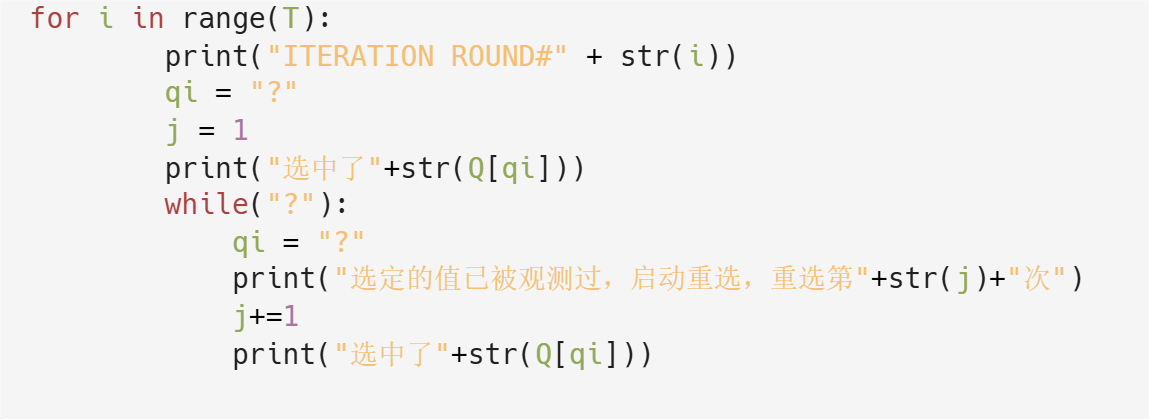 for i in range(T):
print("ITERATION ROUND#" + str(i))
qi = "?"
j = 1
print("选中了"+str(Q[qi]))
while("?"):
qi = "?"
print("选定的值已被观测过，启动重选，重选第"+str(j)+"次")
j+=1
print("选中了"+str(Q[qi]))